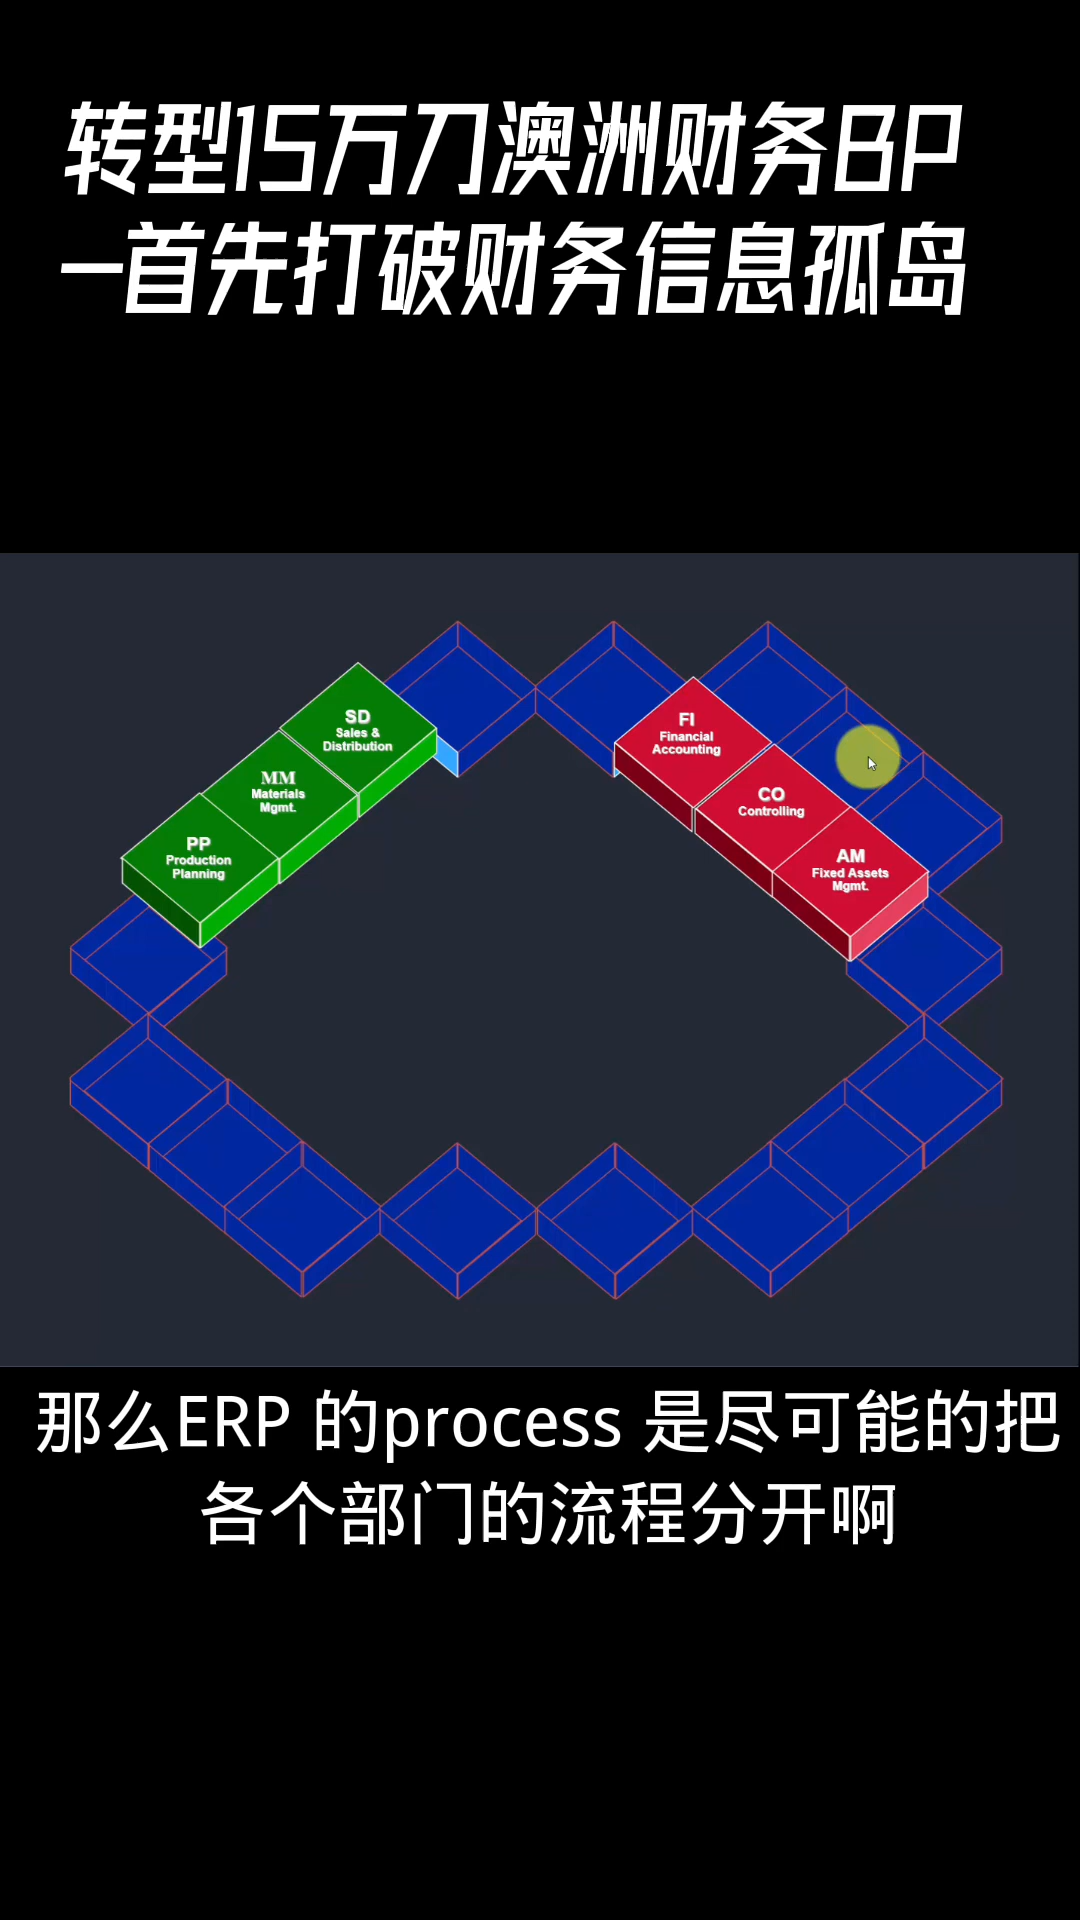 转型15万刀澳洲财务BP
—首先打破财务信息孤岛
SD
Sales &
Distribution
MM
Materials
Mgmt.
PP
Production
Planning
FI
Financial
Accounting
CO
Controlling
AM
Fixed Assets
Mgmt.
那么ERP 的process 是尽可能的把
各个部门的流程分开啊